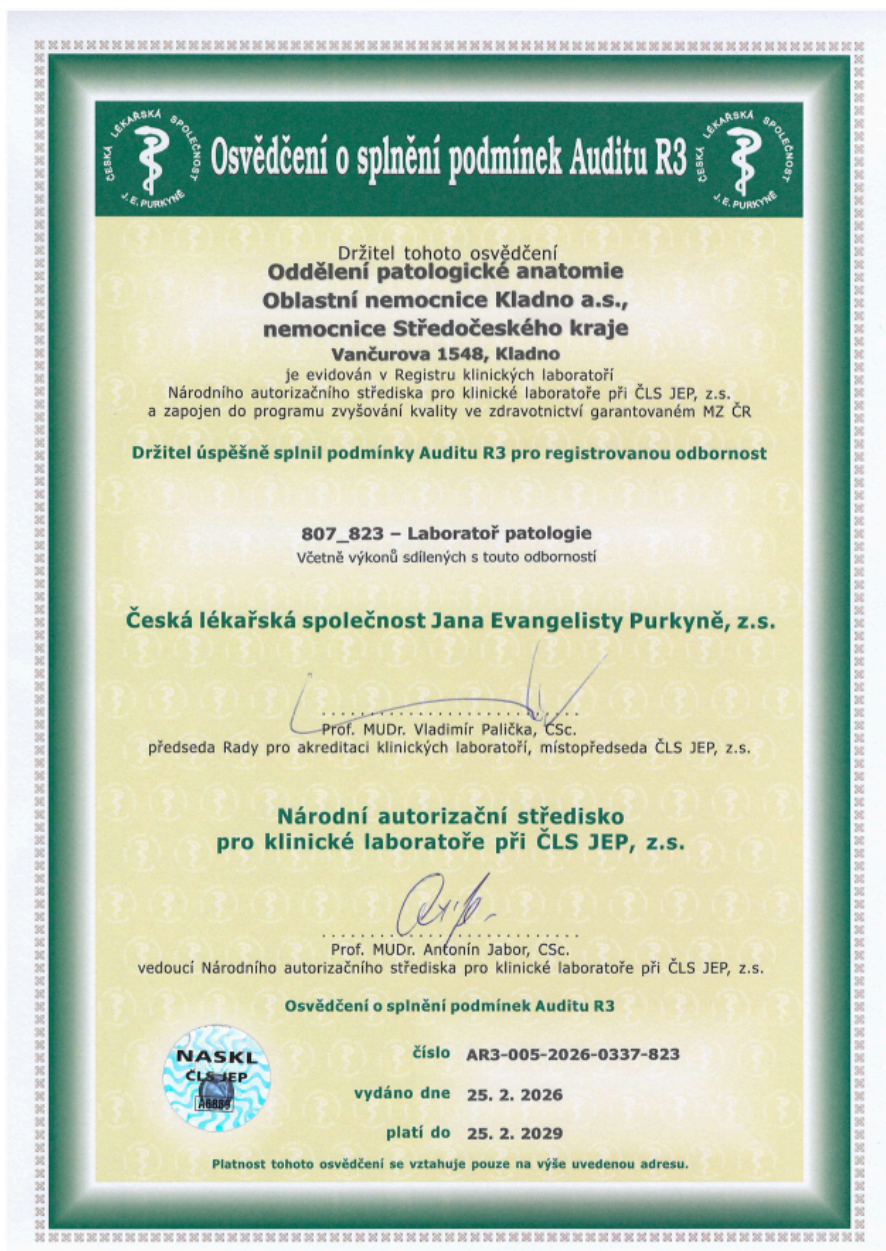 ČESKÁ LÉKAŘSKÁ SPOLEČNOST J. E. PURKYNĚ
Osvědčení o splnění podmínek Auditu R3
ČESKÁ LÉKAŘSKÁ SPOLEČNOST J. E. PURKYNĚ
Držitel tohoto osvědčení
Oddělení patologické anatomie
Oblastní nemocnice Kladno a.s.,
nemocnice Středočeského kraje
Vančurova 1548, Kladno
je evidován v Registru klinických laboratoří
Národního autorizačního střediska pro klinické laboratoře při ČLS JEP, z.s.
a zapojen do programu zvyšování kvality ve zdravotnictví garantovaném MZ ČR
Držitel úspěšně splnil podmínky Auditu R3 pro registrovanou odbornost
807_823 – Laboratoř patologie
Včetně výkonů sdílených s touto odborností
Česká lékařská společnost Jana Evangelisty Purkyně, z.s.
Prof. MUDr. Vladimír Palička, CSc.
předseda Rady pro akreditaci klinických laboratoří, místopředseda ČLS JEP, z.s.
Národní autorizační středisko
pro klinické laboratoře při ČLS JEP, z.s.
Prof. MUDr. Antonín Jabor, CSc.
vedoucí Národního autorizačního střediska pro klinické laboratoře při ČLS JEP, z.s.
Osvědčení o splnění podmínek Auditu R3
NASKL
ČLS JEP
číslo AR3-005-2026-0337-823
vydáno dne 25. 2. 2026
platí do 25. 2. 2029
Platnost tohoto osvědčení se vztahuje pouze na výše uvedenou adresu.